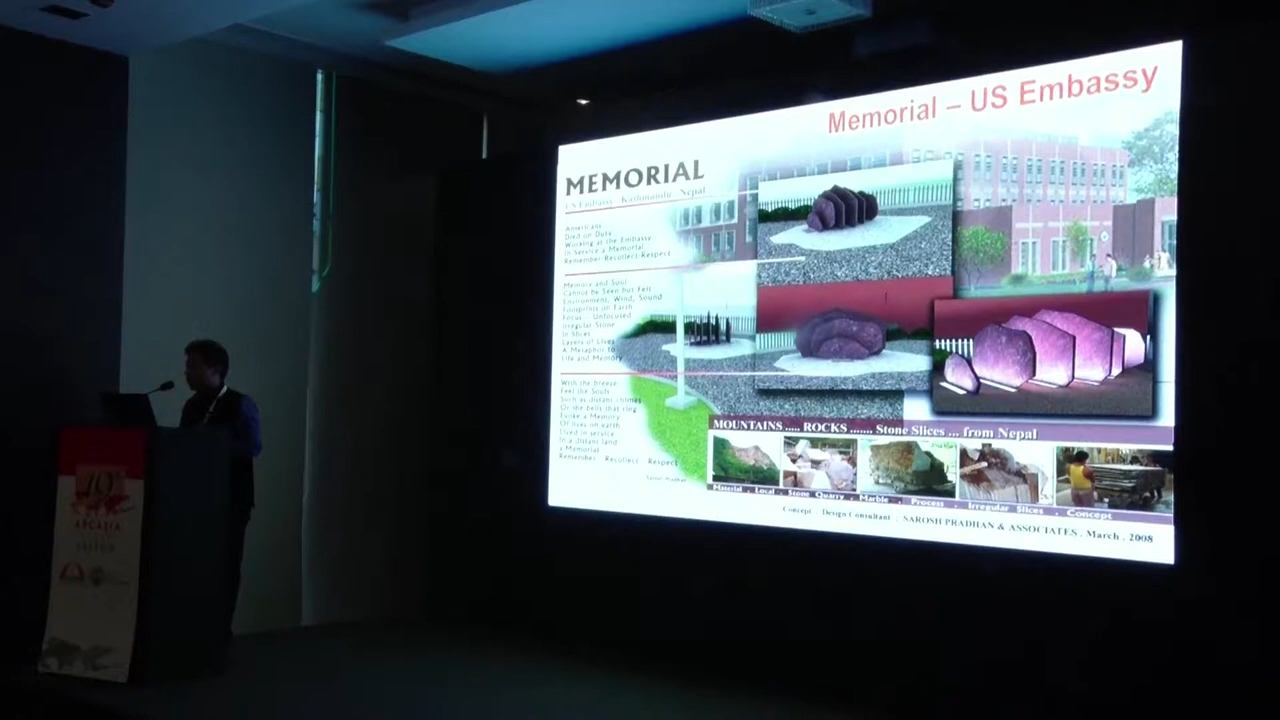 Memorial – US Embassy
MEMORIAL
US Embassy . Kathmandu . Nepal
Americans
Died on Duty
Working at the Embassy
In Service a Memorial
Remember Recollect Respect
Memory and Soul
Cannot be Seen but Felt
Environment, Wind, Sound
Footprints on Earth
Focus Unfocused
Irregular Stone
In Slices
Layers of Lives
A Metaphor to
Life and Memory
With the breeze
Feel the Souls
Such as distant chimes
Or the bells that ring
Evoke a Memory
Of lives on earth
Lived in service
In a distant land
a Memorial
Remember Recollect Respect
MOUNTAINS ..... ROCKS ....... Stone Slices ... from Nepal
Material . Local . Stone Quarry . Marble . Process . Irregular Slices . Concept
Concept Design Consultant : SAROSH PRADHAN & ASSOCIATES . March . 2008
19
ARCASIA